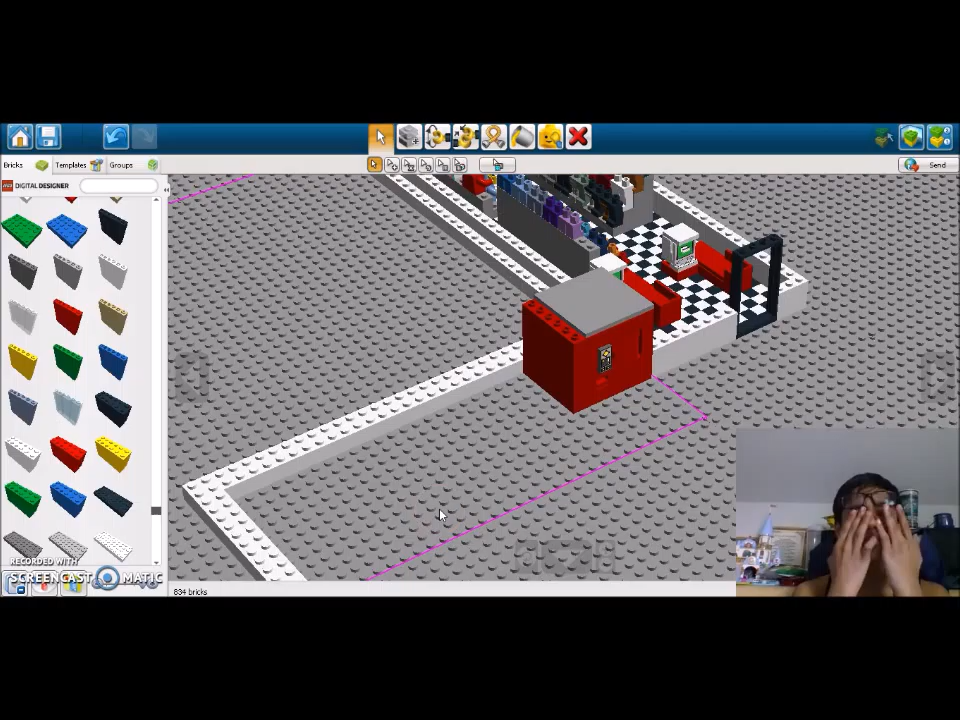 Bricks Templates Groups Send
LEGO DIGITAL DESIGNER
RECORDED WITH
SCREENCAST MATIC
834 bricks